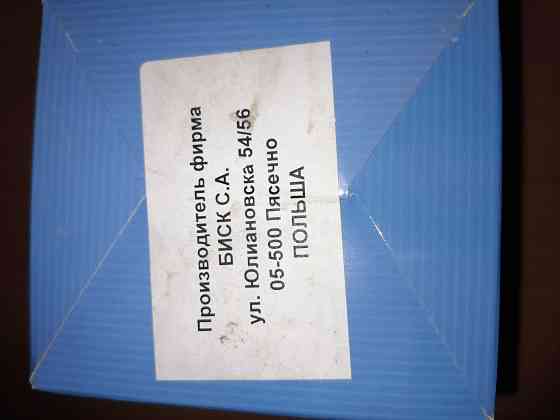 Производитель фирма
БИСК С.А.
ул. Юлиановска 54/56
05-500 Пясечно
ПОЛЬША